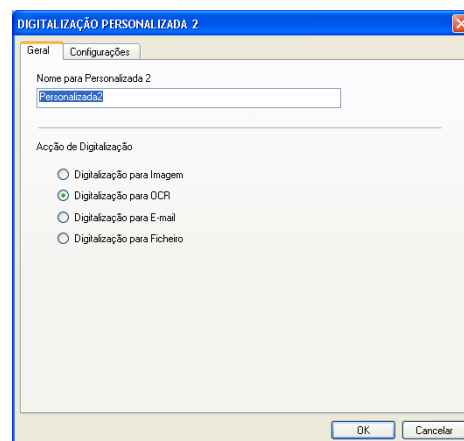 DIGITALIZAÇÃO PERSONALIZADA 2
Geral Configurações
Nome para Personalizada 2
Personalizada2
Acção de Digitalização
Digitalização para Imagem
Digitalização para OCR
Digitalização para E-mail
Digitalização para Ficheiro
OK Cancelar